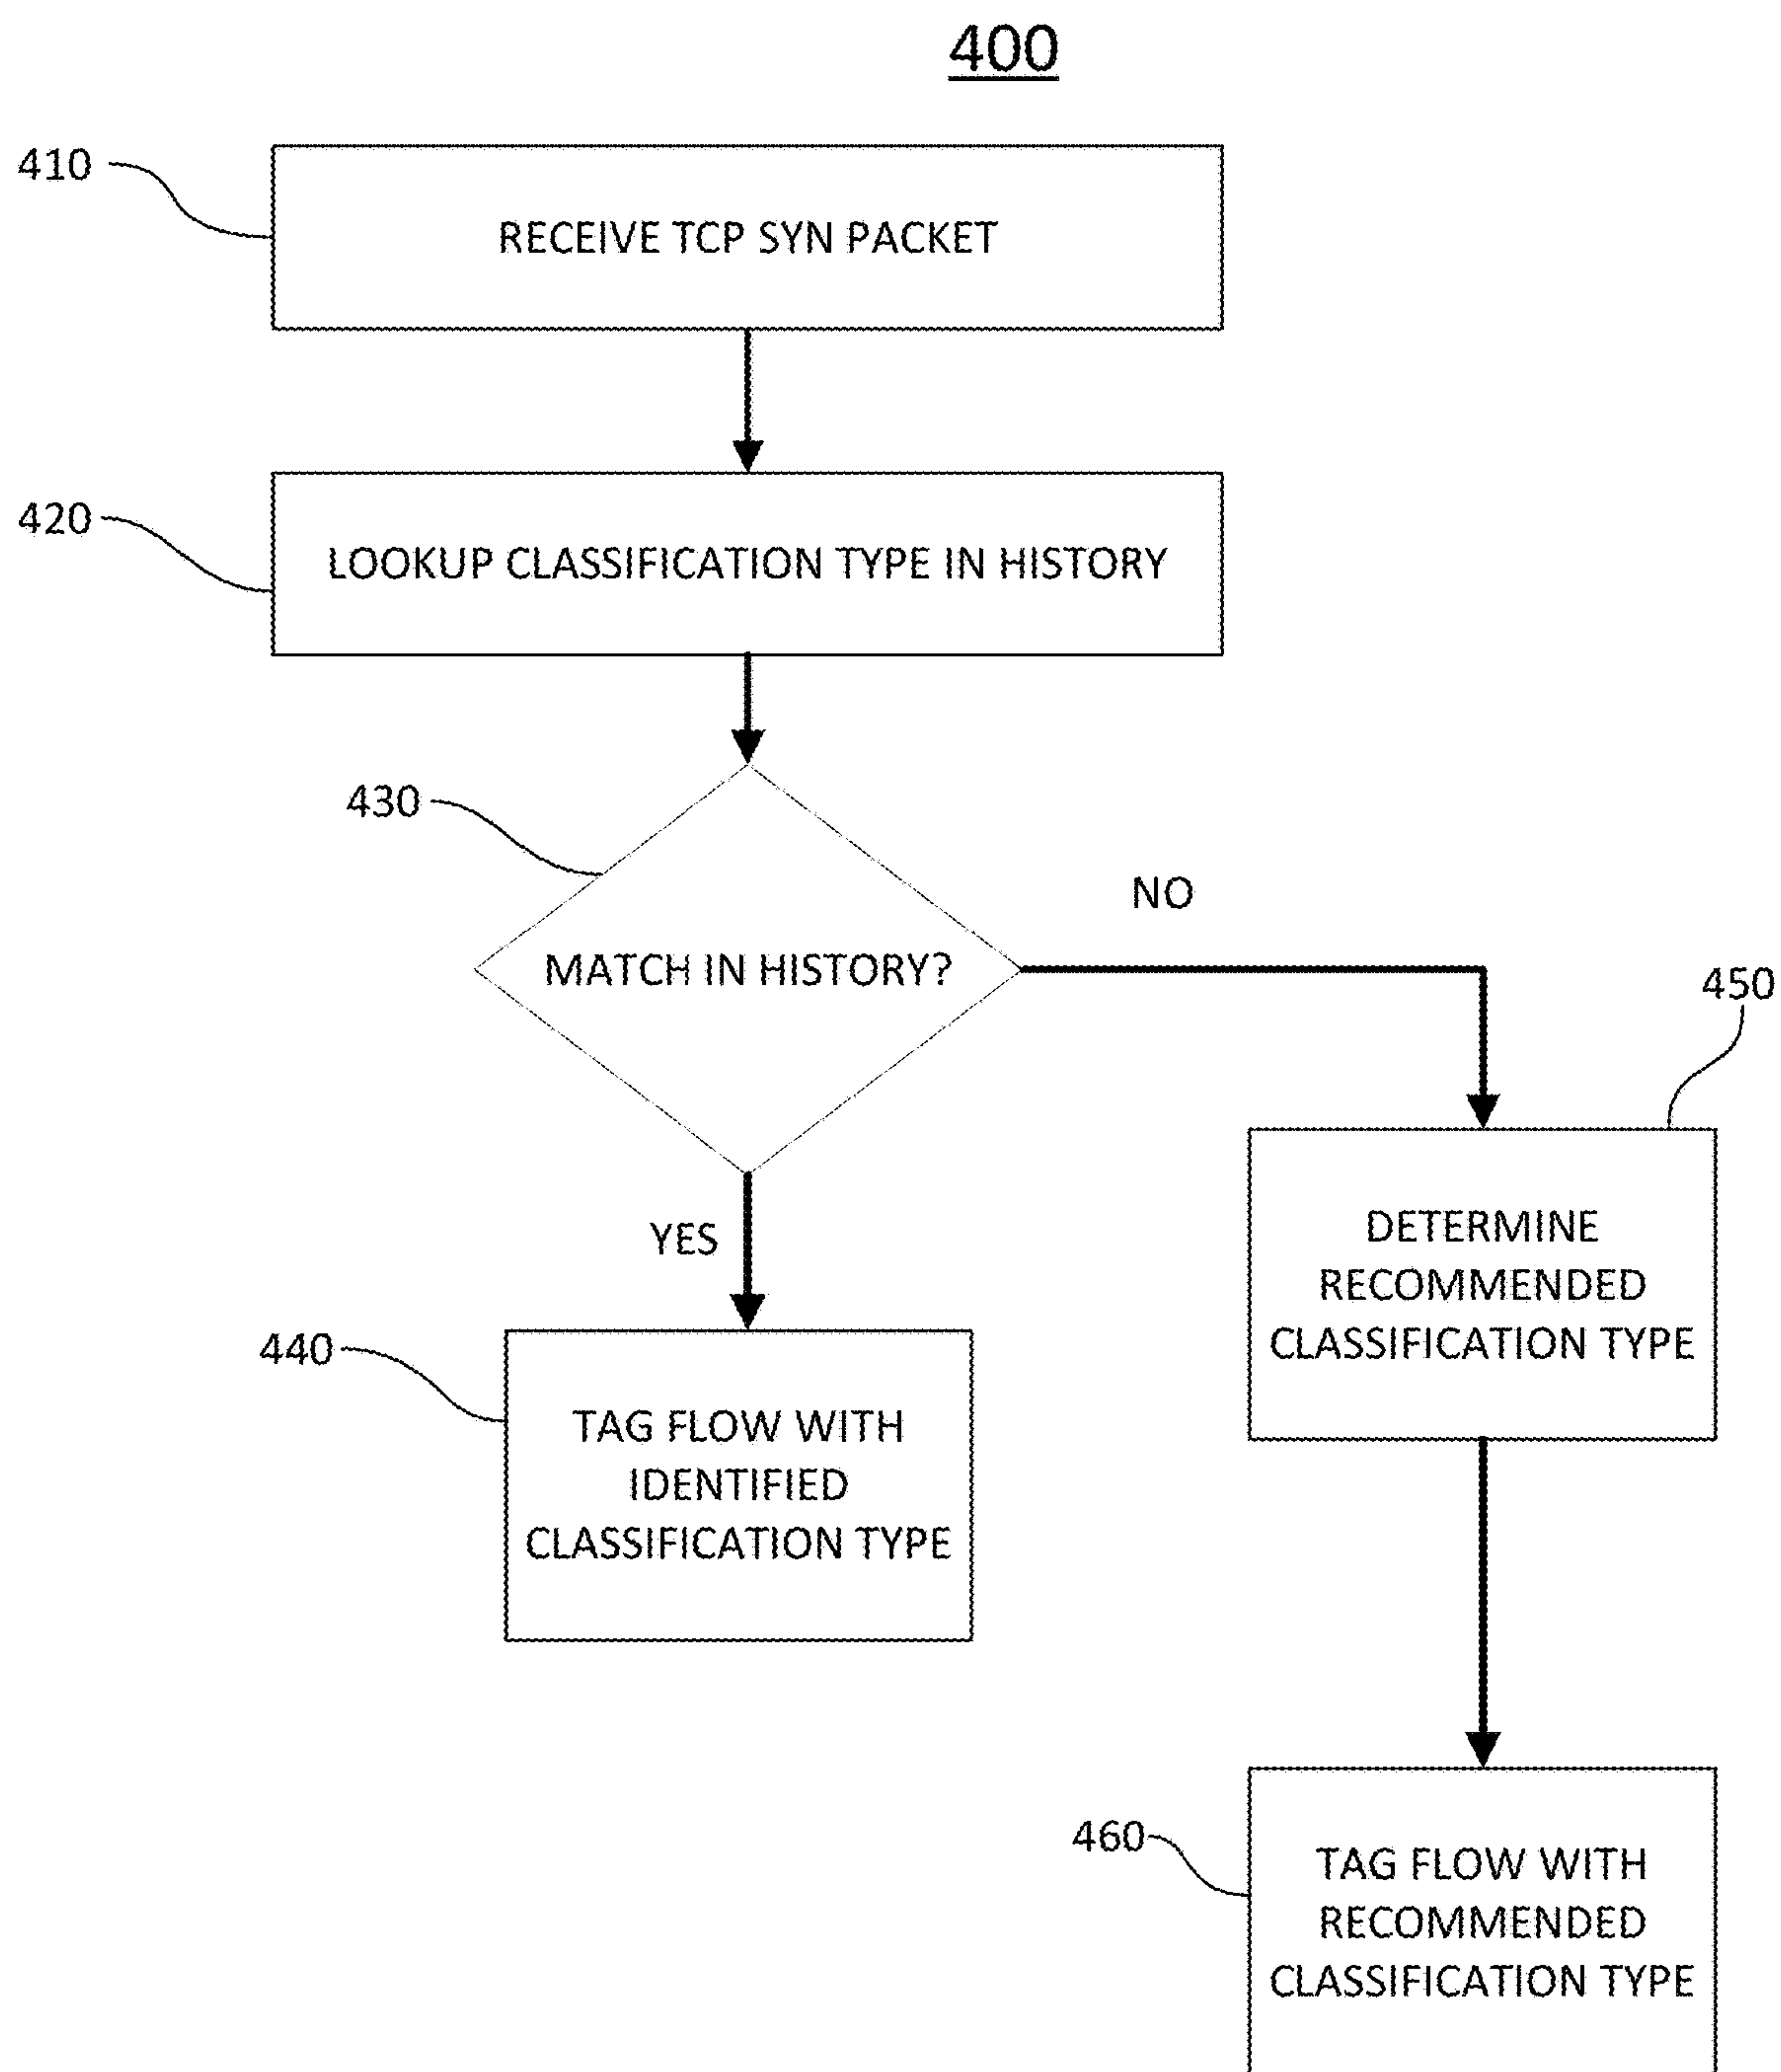 400
410
RECEIVE TCP SYN PACKET
420
LOOKUP CLASSIFICATION TYPE IN HISTORY
430
MATCH IN HISTORY?
NO
YES
440
TAG FLOW WITH
IDENTIFIED
CLASSIFICATION TYPE
450
DETERMINE
RECOMMENDED
CLASSIFICATION TYPE
460
TAG FLOW WITH
RECOMMENDED
CLASSIFICATION TYPE